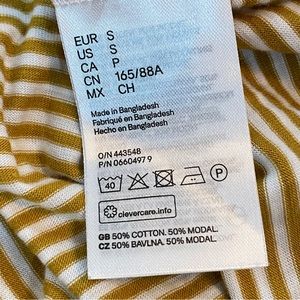 EUR S
US S
CA P
CN 165/88A
MX CH
Made in Bangladesh
Fabriqué en Bangladesh
Hecho en Bangladesh
O/N 443548
P/N 0660497 9
40
clevercare.info
GB 50% COTTON. 50% MODAL.
CZ 50% BAVLNA. 50% MODAL.